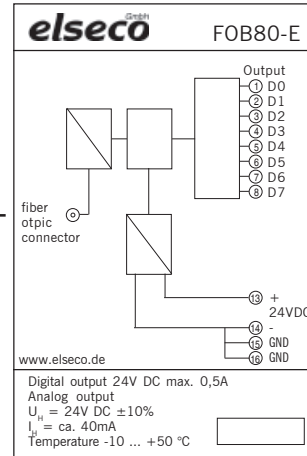 elseco GmbH
FOB80-E
Output
1 D0
2 D1
3 D2
4 D3
5 D4
6 D5
7 D6
8 D7
fiber
otpic
connector
13 +
24VDC
14 -
15 GND
16 GND
www.elseco.de
Digital output 24V DC max. 0,5A
Analog output
U_H = 24V DC ±10%
I_H = ca. 40mA
Temperature -10 ... +50 °C